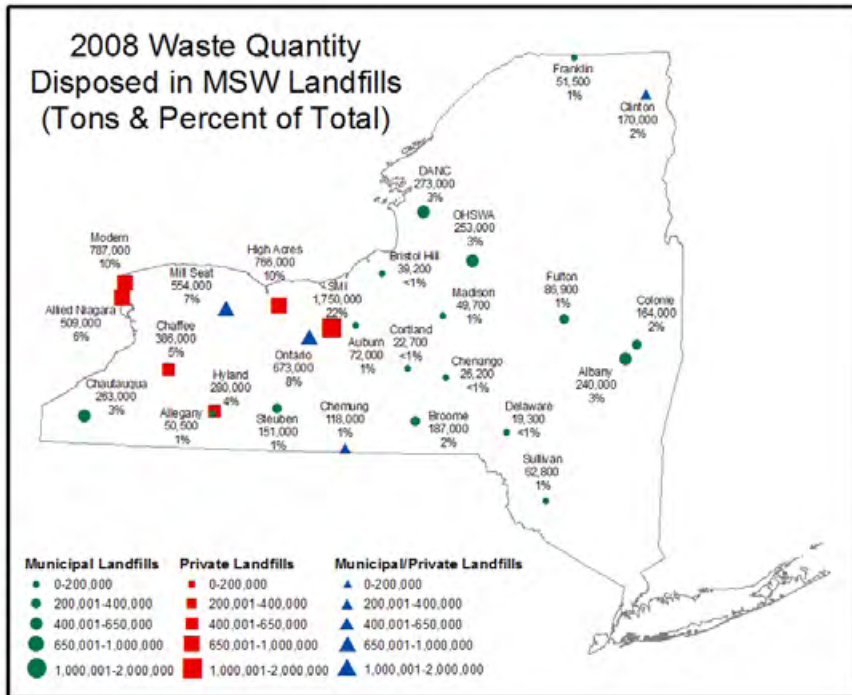 2008 Waste Quantity
Disposed in MSW Landfills
(Tons & Percent of Total)
Franklin
51,500
1%
Clinton
170,000
2%
DANC
273,000
3%
OHSWA
253,000
3%
Modern
787,000
10%
Mill Seat
554,000
7%
High Acres
766,000
10%
SMI
1,750,000
22%
Bristol Hill
39,200
<1%
Allied Niagara
509,000
6%
Chaffee
386,000
5%
Ontario
673,000
8%
Auburn
72,000
1%
Cortland
22,700
<1%
Madison
49,700
1%
Chenango
26,200
<1%
Fulton
86,900
1%
Colonie
164,000
2%
Albany
240,000
3%
Chautauqua
263,000
3%
Hyland
280,000
4%
Allegany
50,500
1%
Steuben
151,000
1%
Chemung
118,000
1%
Broome
187,000
2%
Delaware
19,300
<1%
Sullivan
62,800
1%
Municipal Landfills
0-200,000
200,001-400,000
400,001-650,000
650,001-1,000,000
1,000,001-2,000,000
Private Landfills
0-200,000
200,001-400,000
400,001-650,000
650,001-1,000,000
1,000,001-2,000,000
Municipal/Private Landfills
0-200,000
200,001-400,000
400,001-650,000
650,001-1,000,000
1,000,001-2,000,000